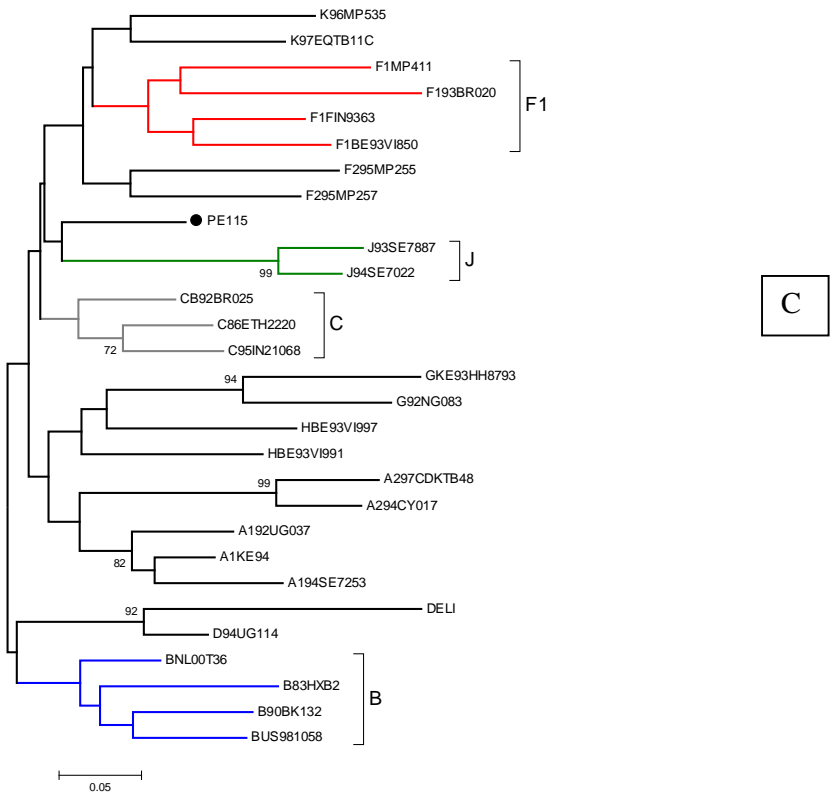 K96MP535
K97EQTB11C
F1MP411
F193BR020
F1
F1FIN9363
F1BE93VI850
F295MP255
F295MP257
PE115
J93SE7887
J
99
J94SE7022
CB92BR025
C
C86ETH2220
C
72
C95IN21068
94
GKE93HH8793
G92NG083
HBE93VI997
HBE93VI991
99
A297CDKTB48
A294CY017
A192UG037
82
A1KE94
A194SE7253
92
DELI
D94UG114
BNL00T36
B83HXB2
B
B90BK132
BUS981058
0.05